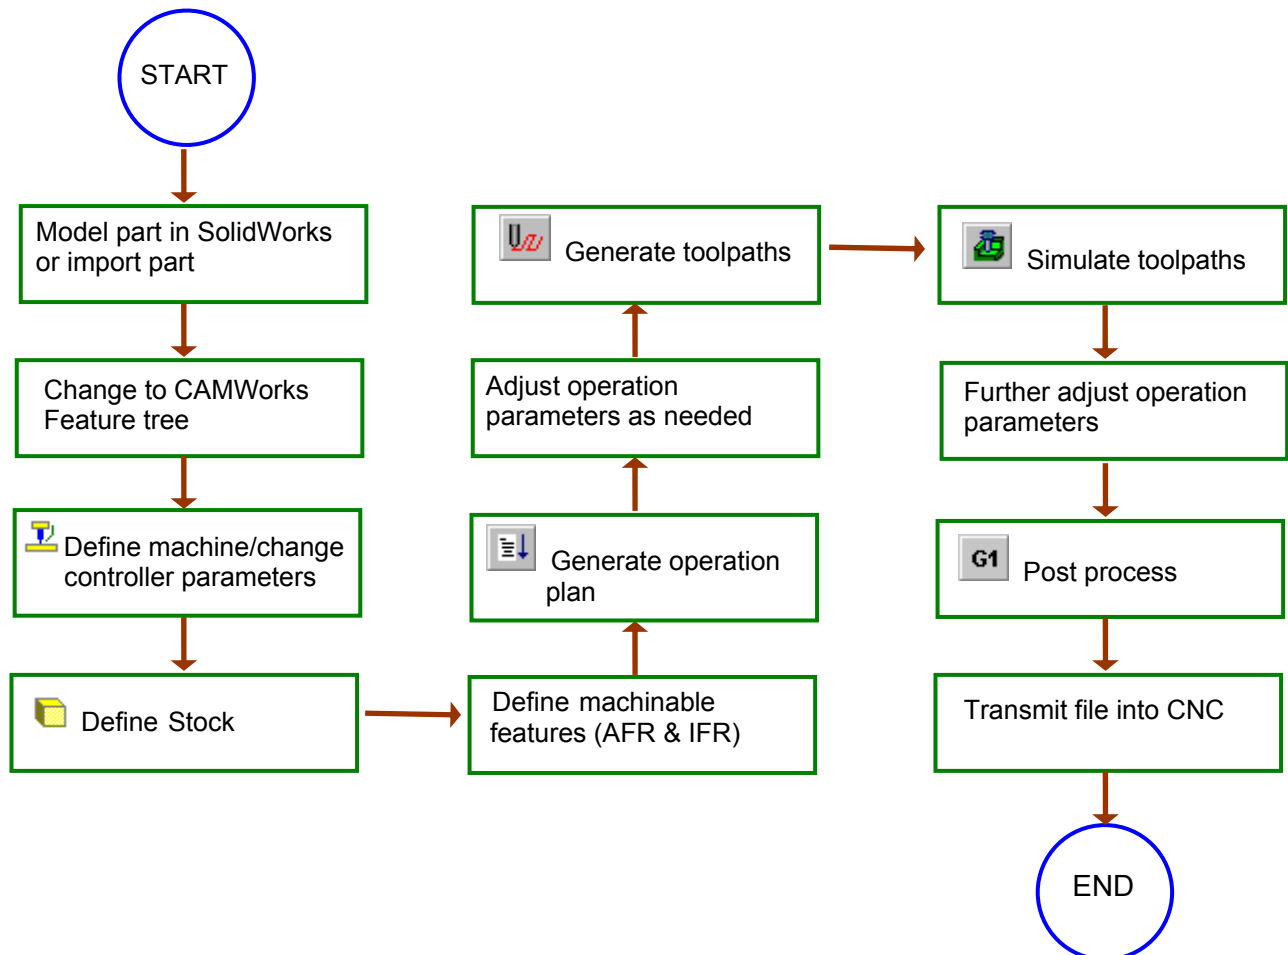 START
Model part in SolidWorks
or import part
Change to CAMWorks
Feature tree
Define machine/change
controller parameters
Define Stock
Define machinable
features (AFR & IFR)
Generate operation
plan
Adjust operation
parameters as needed
Generate toolpaths
Simulate toolpaths
Further adjust operation
parameters
G1 Post process
Transmit file into CNC
END